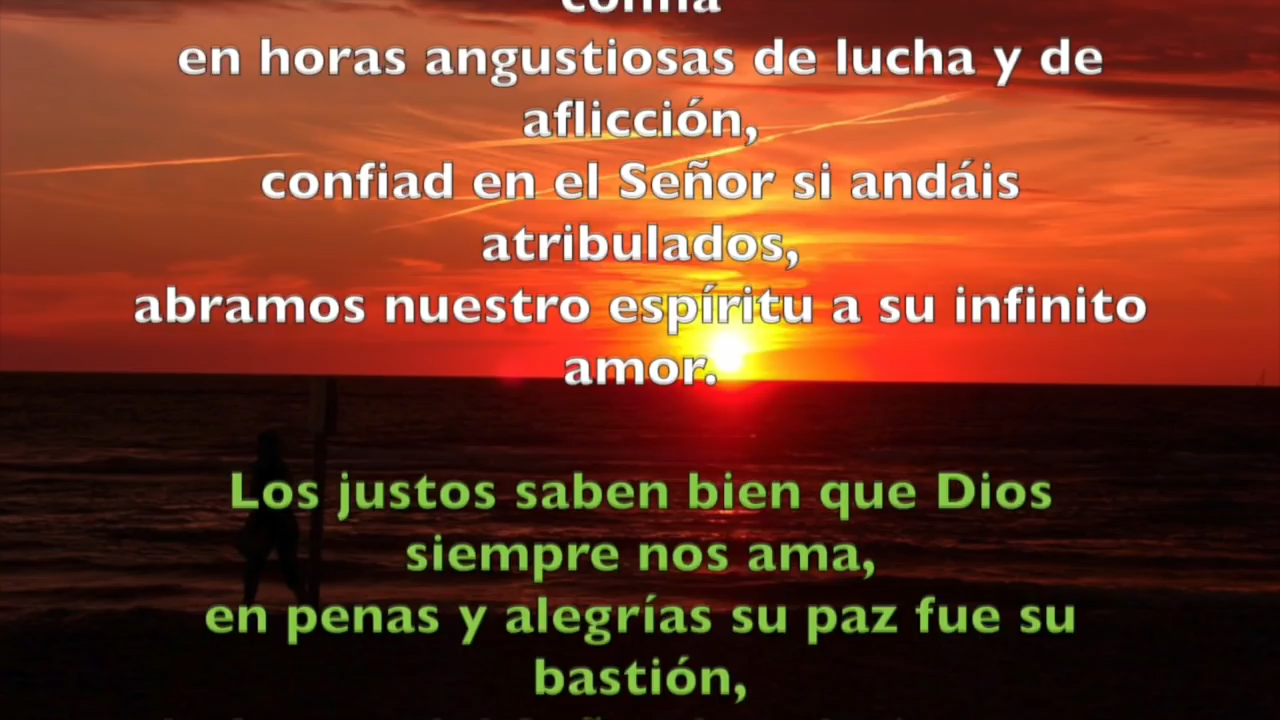 confía
en horas angustiosas de lucha y de
aflicción,
confiad en el Señor si andáis
atribulados,
abramos nuestro espíritu a su infinito
amor.
Los justos saben bien que Dios
siempre nos ama,
en penas y alegrías su paz fue su
bastión,